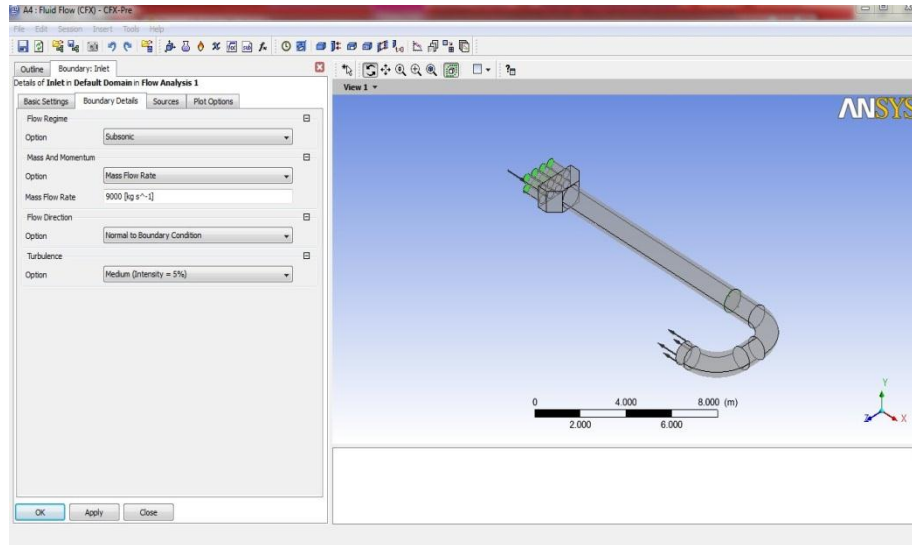 A4 : Fluid Flow (CFX) - CFX-Pre
File Edit Session Insert Tools Help
Outline Boundary: Inlet
Details of Inlet in Default Domain in Flow Analysis 1
Basic Settings Boundary Details Sources Plot Options
Flow Regime
Option Subsonic
Mass And Momentum
Option Mass Flow Rate
Mass Flow Rate 9000 [kg s^-1]
Flow Direction
Option Normal to Boundary Condition
Turbulence
Option Medium (Intensity = 5%)
OK Apply Close
View 1
ANSYS
0 4.000 8.000 (m)
2.000 6.000
Y
Z X